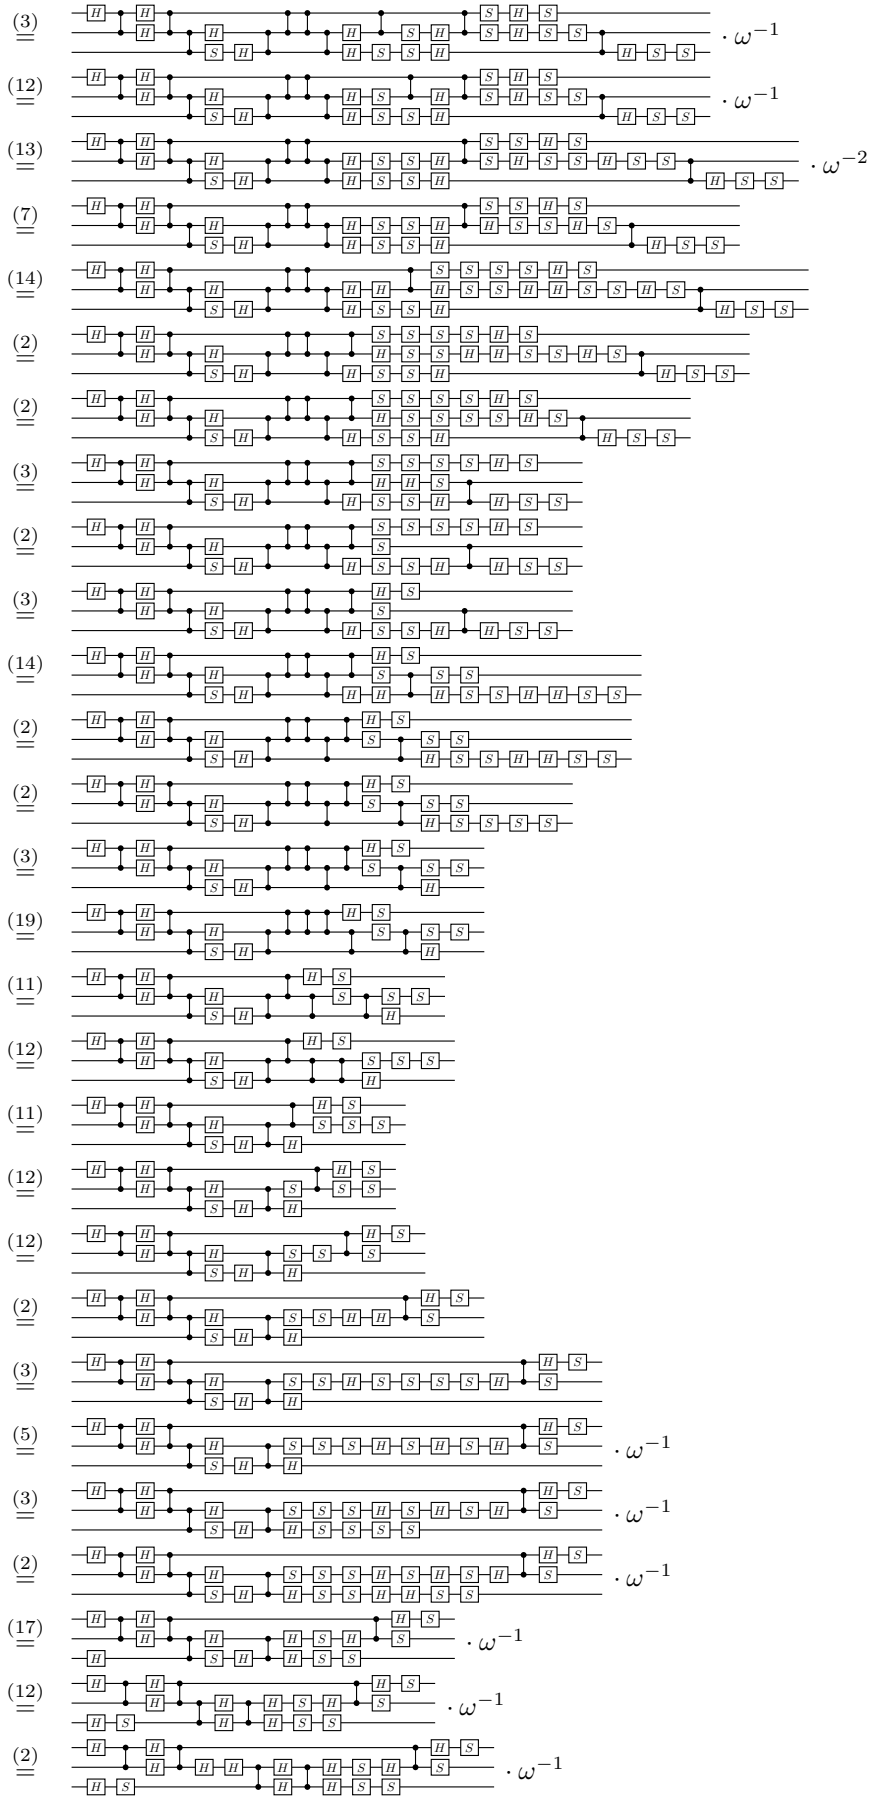 (3) H H S H S
= H H H S H S H S S · ω⁻¹
S H H S S H H S S
(12) H H S H S
= H H H S H S H S S · ω⁻¹
S H H S S H H S S
(13) H H S S H S
= H H H S S H S H S S H S S · ω⁻²
S H H S S H H S S
(7) H H S S H S
= H H H S S H H S S H S
S H H S S H H S S
(14) H H S S S S H S
= H H H H H S S H H S S H S
S H H S S H H S S
(2) H H S S S S H S
= H H H S S H H S S H S
S H H S S H H S S
(2) H H S S S S H S
= H H H S S S S H S
S H H S S H H S S
(3) H H S S S S H S
= H H H H S
S H H S S H H S S
(2) H H S S S S H S
= H H S
S H H S S H H S S
(3) H H H S
= H H S
S H H S S H H S S
(14) H H H S
= H H S S S
S H H H H S S H H S S
(2) H H H S
= H H S S S
S H H S S H H S S
(2) H H H S
= H H S S S
S H H S S S S
(3) H H H S
= H H S S S
S H H
(19) H H H S
= H H S S S
S H H
(11) H H H S
= H H S S S
S H H
(12) H H H S
= H H S S S
S H H
(11) H H H S
= H H S S S
S H H
(12) H H H S
= H H S S S
S H H
(12) H H H S
= H H S S S
S H H
(2) H H H S
= H H S S H H S
S H H
(3) H H H S
= H H S S H S S S S H S
S H H
(5) H H H S
= H H S S S H S H S H S · ω⁻¹
S H H
(3) H H H S
= H H S S S H S H S H S · ω⁻¹
S H H S S S S
(2) H H H S
= H H S S S H S H S H S · ω⁻¹
S H H S S H H S S
(17) H H H S
= H H H S H S · ω⁻¹
H S H H S S
(12) H H H S
= H H H S H S · ω⁻¹
H S H H S S
(2) H H H S
= H H H H H S H S · ω⁻¹
H S H H S S